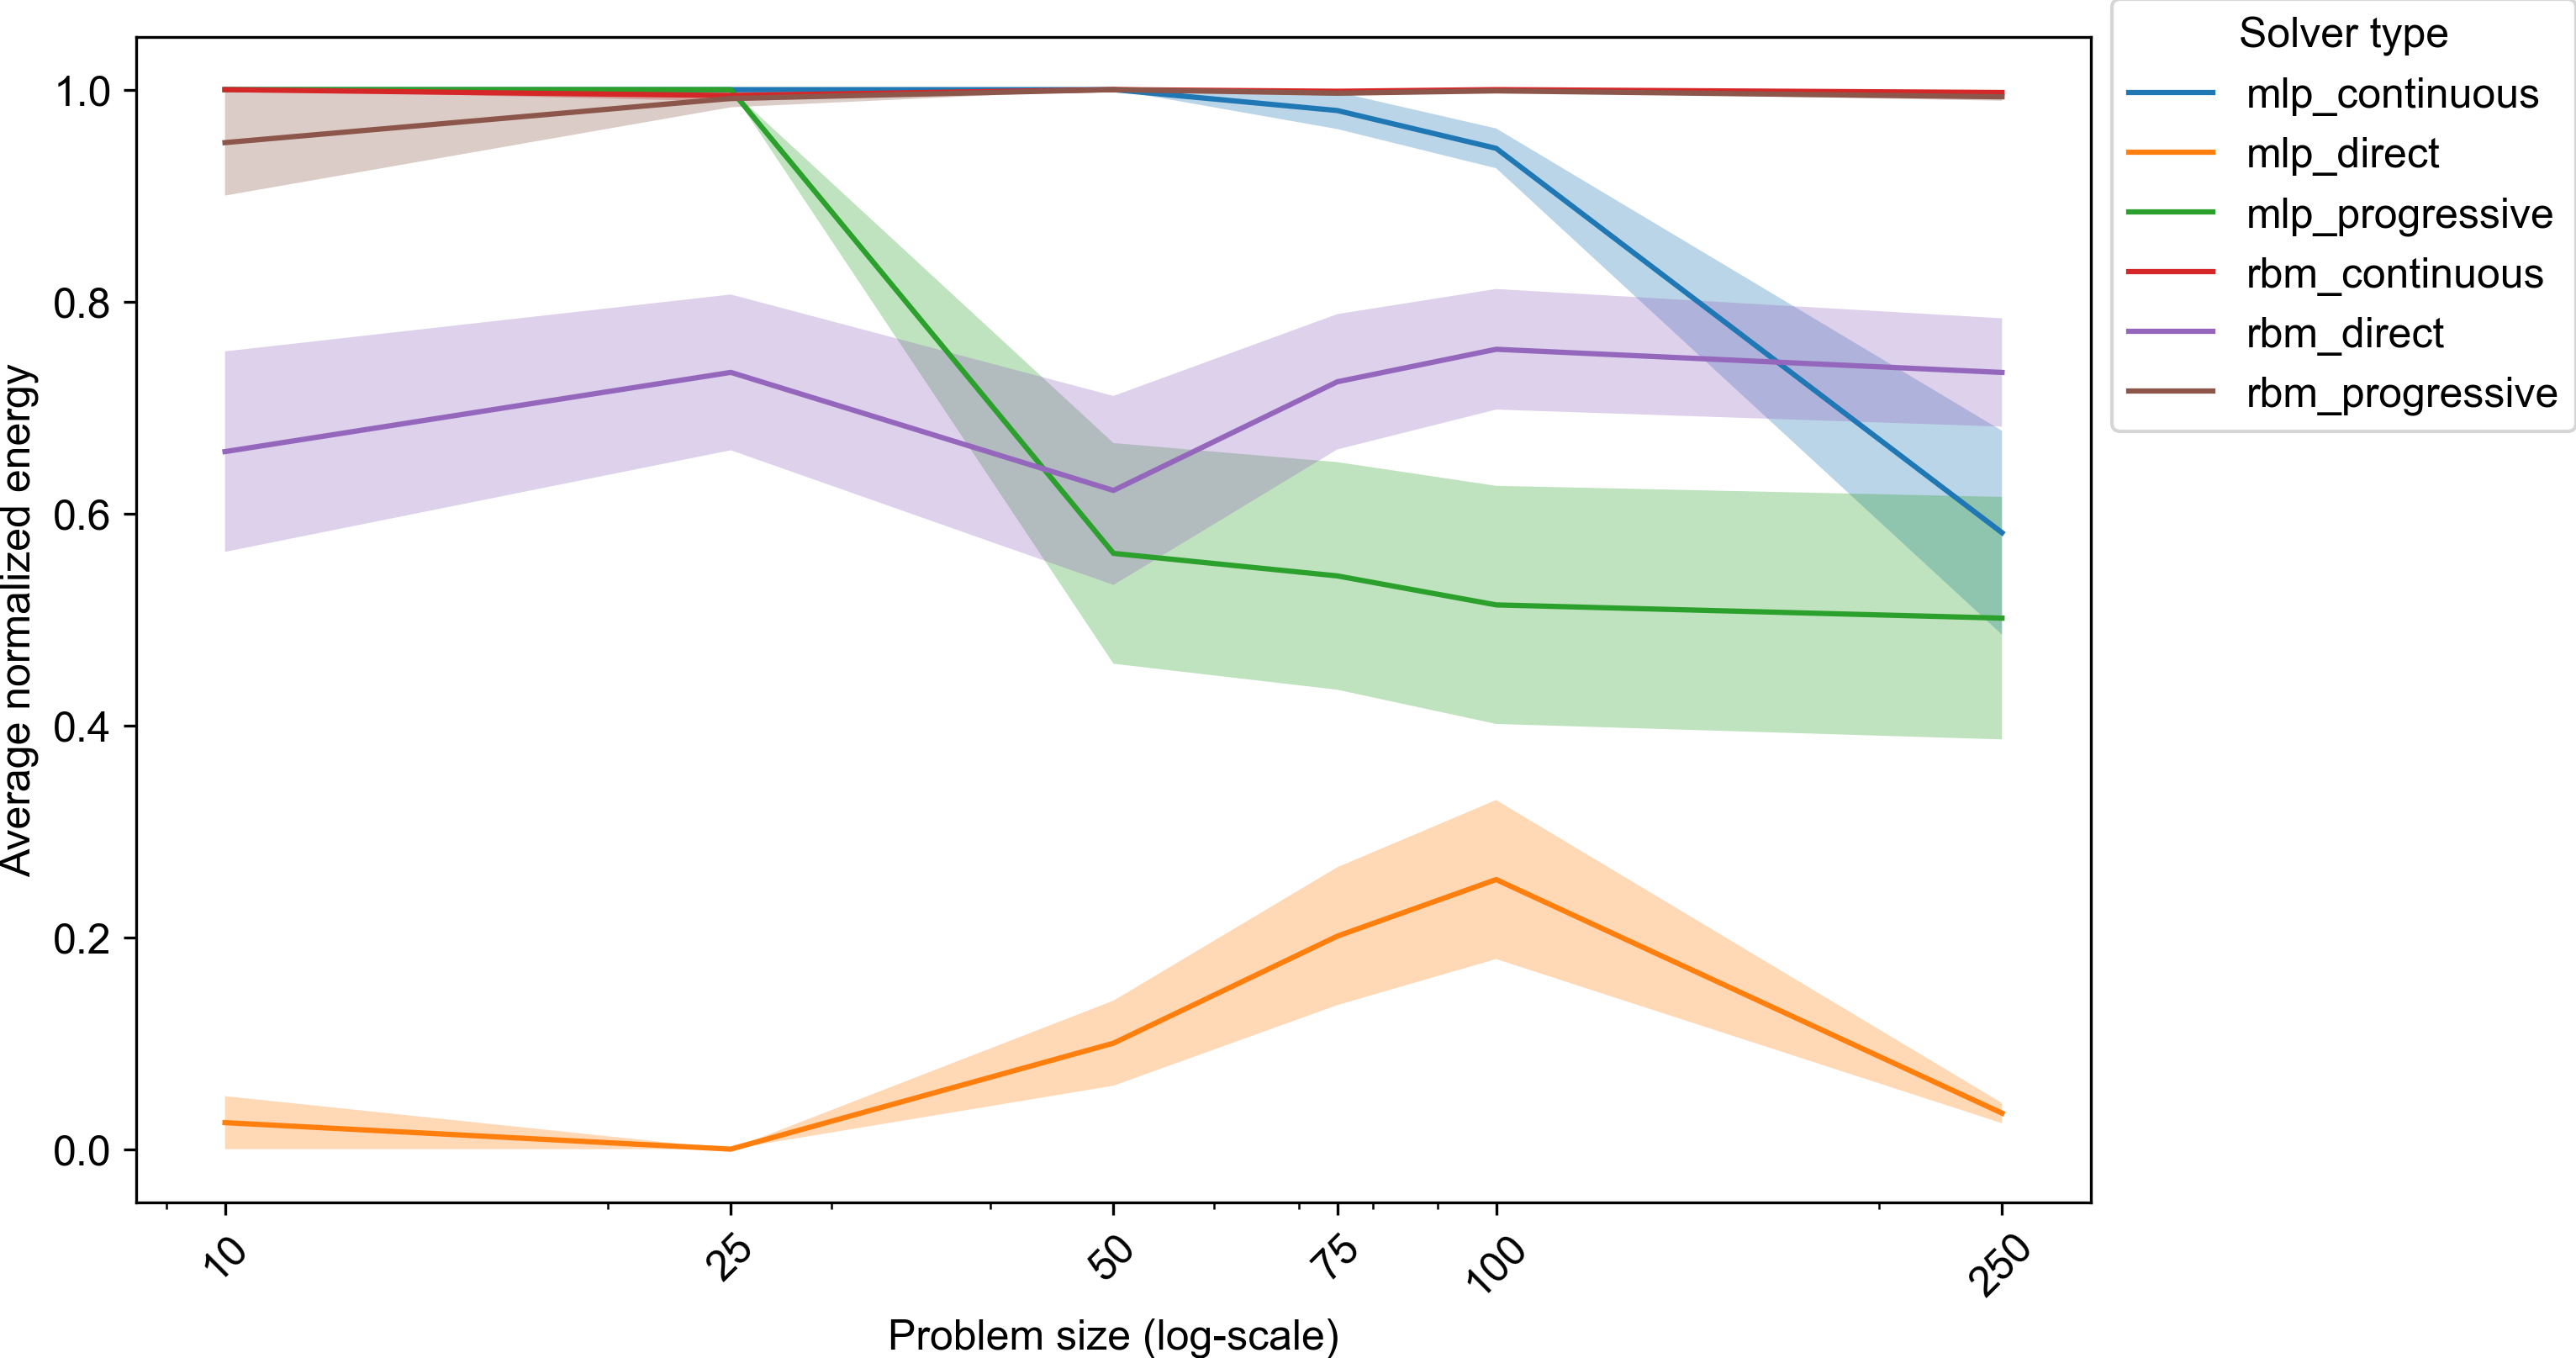 Solver type
mlp_continuous
mlp_direct
mlp_progressive
rbm_continuous
rbm_direct
rbm_progressive
Average normalized energy
1.0
0.8
0.6
0.4
0.2
0.0
10
25
50
75
100
250
Problem size (log-scale)